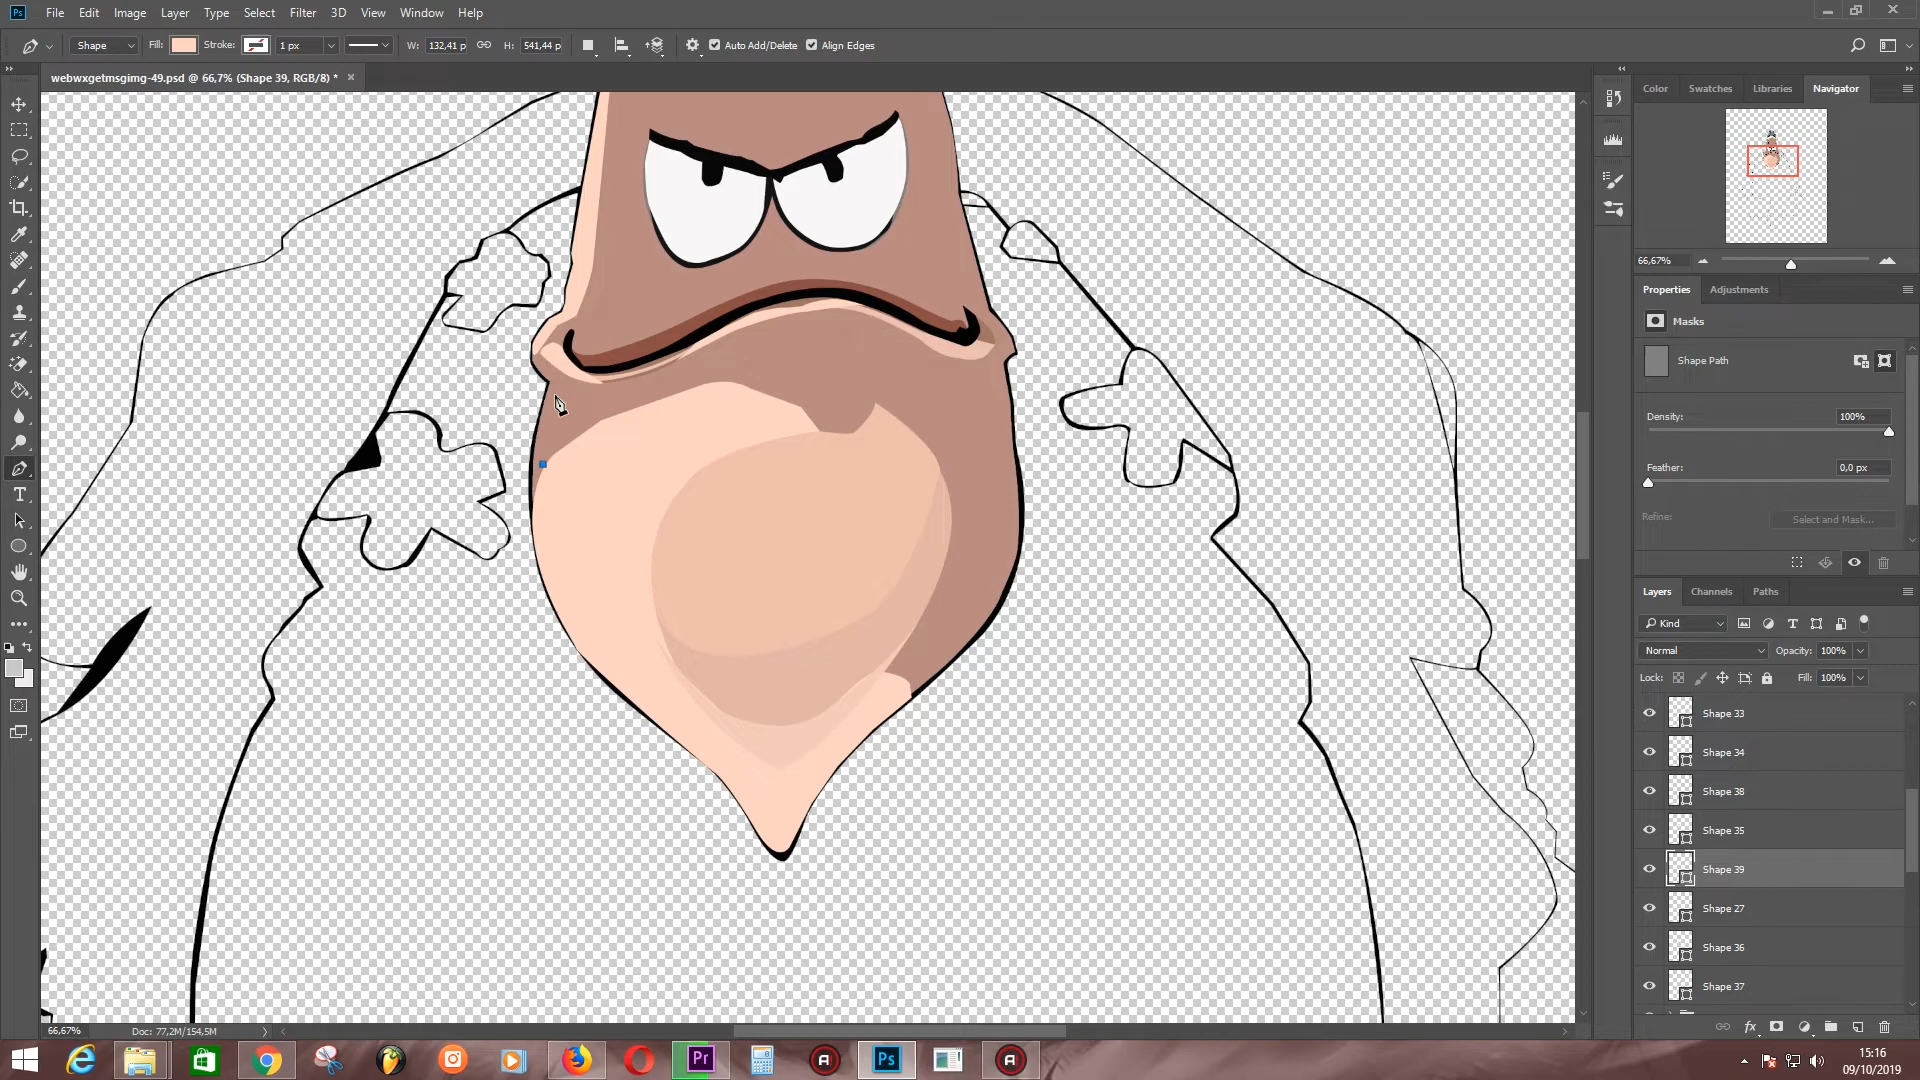 Ps File Edit Image Layer Type Select Filter 3D View Window Help
Shape Fill: Stroke: 1 px W: 132,41 p H: 541,44 p Auto Add/Delete Align Edges
webwxgetmsgimg-49.psd @ 66,7% (Shape 39, RGB/8) *
Color Swatches Libraries Navigator
66,67%
Properties Adjustments
Masks
Shape Path
Density: 100%
Feather: 0,0 px
Refine: Select and Mask...
Layers Channels Paths
Kind
Normal Opacity: 100%
Lock: Fill: 100%
Shape 33
Shape 34
Shape 38
Shape 35
Shape 39
Shape 27
Shape 36
Shape 37
fx
66,67% Doc: 77,2M/154,5M
Pr Ps
15:16
09/10/2019